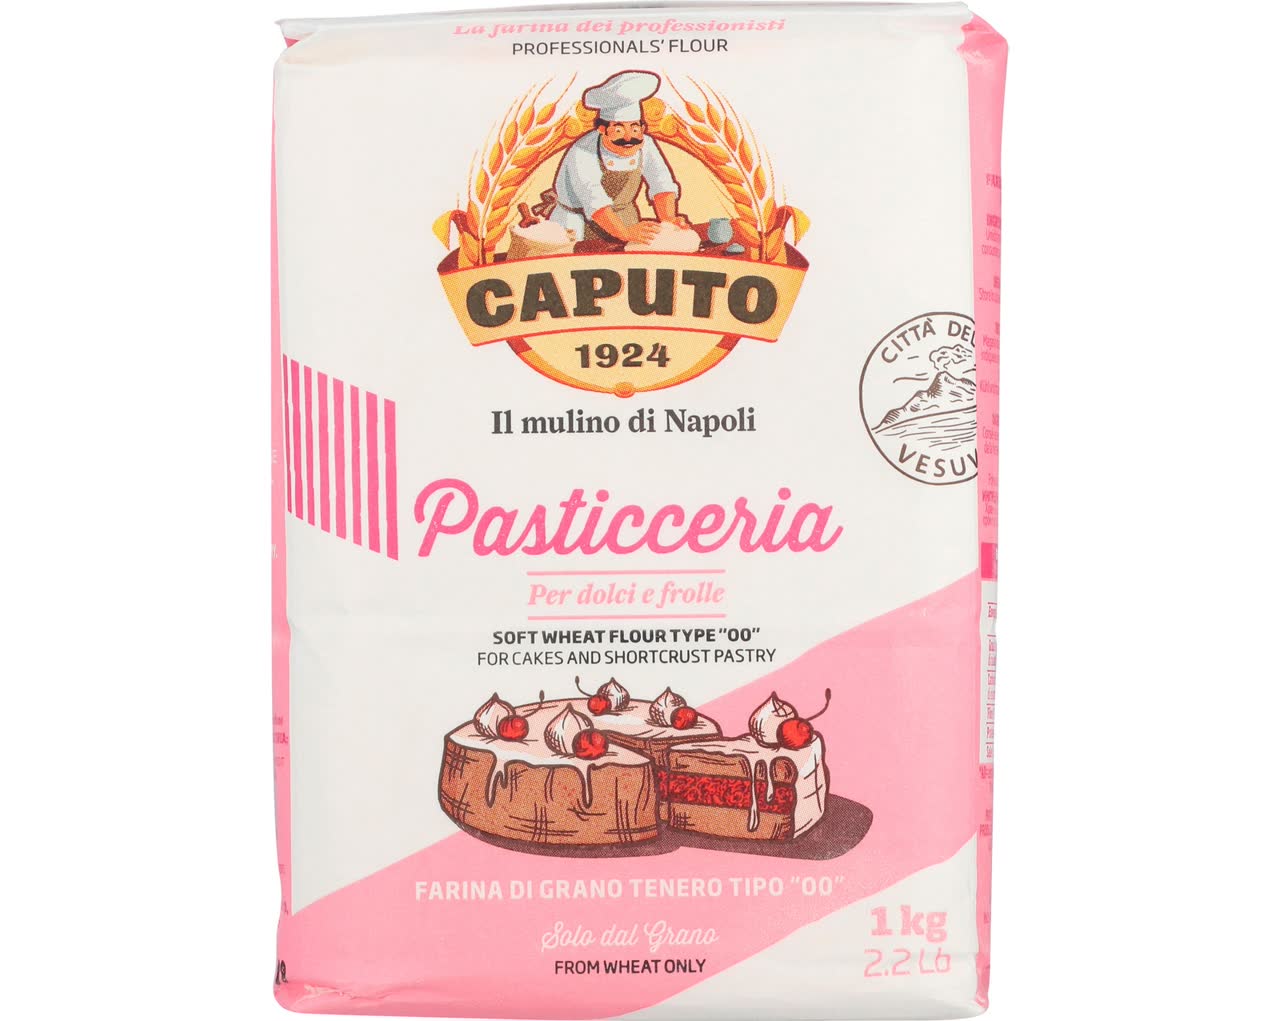 La farina dei professionisti
PROFESSIONALS' FLOUR
CAPUTO
1924
Il mulino di Napoli
CITTÀ DEL
VESUV
Pasticceria
Per dolci e frolle
SOFT WHEAT FLOUR TYPE "00"
FOR CAKES AND SHORTCRUST PASTRY
FARINA DI GRANO TENERO TIPO "00"
Solo dal Grano
FROM WHEAT ONLY
1 kg
2.2 Lb